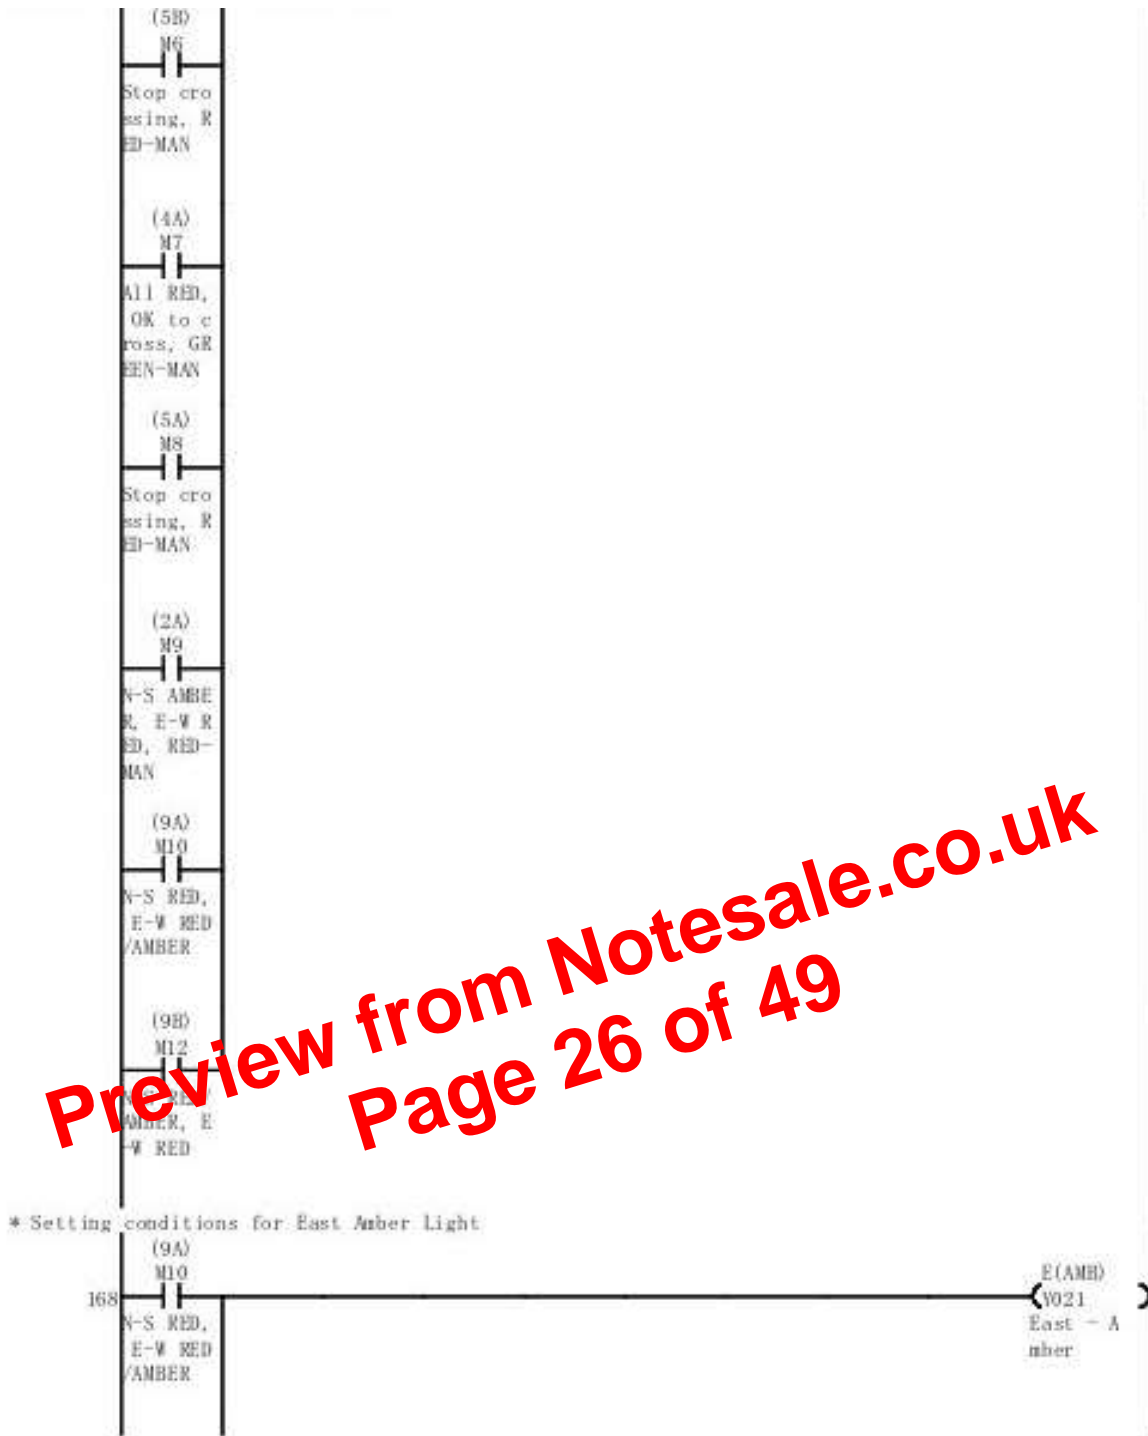 (5B)
M6
Stop cro
ssing, R
ED-MAN
(4A)
M7
All RED,
OK to c
ross, GR
EEN-MAN
(5A)
M8
Stop cro
ssing, R
ED-MAN
(2A)
M9
N-S AMBE
R, E-W R
ED, RED-
MAN
(9A)
M10
N-S RED,
E-W RED
/AMBER
(9B)
M12
N-S RED/
AMBER, E
-W RED
Preview from Notesale.co.uk
Page 26 of 49
* Setting conditions for East Amber Light
(9A)
M10
168
N-S RED,
E-W RED
/AMBER
E(AMB)
Y021
East - A
mber